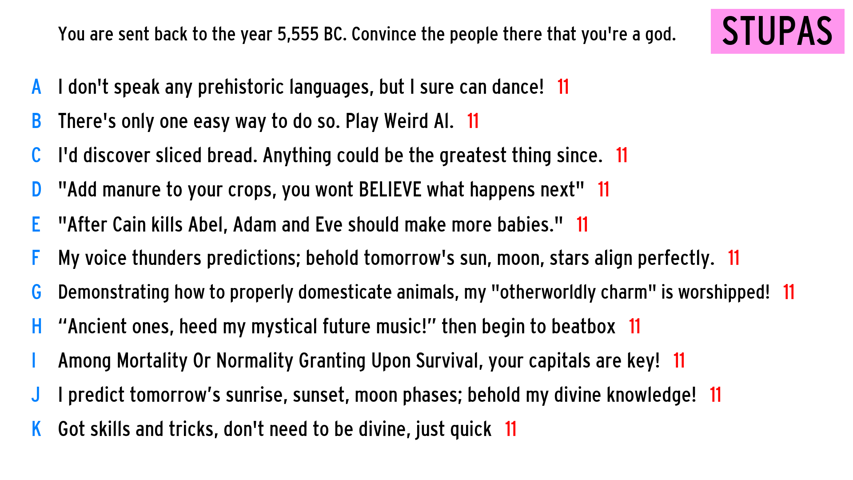 You are sent back to the year 5,555 BC. Convince the people there that you're a god. STUPAS
A I don't speak any prehistoric languages, but I sure can dance! 11
B There's only one easy way to do so. Play Weird Al. 11
C I'd discover sliced bread. Anything could be the greatest thing since. 11
D "Add manure to your crops, you wont BELIEVE what happens next" 11
E "After Cain kills Abel, Adam and Eve should make more babies." 11
F My voice thunders predictions; behold tomorrow's sun, moon, stars align perfectly. 11
G Demonstrating how to properly domesticate animals, my "otherworldly charm" is worshipped! 11
H “Ancient ones, heed my mystical future music!” then begin to beatbox 11
I Among Mortality Or Normality Granting Upon Survival, your capitals are key! 11
J I predict tomorrow’s sunrise, sunset, moon phases; behold my divine knowledge! 11
K Got skills and tricks, don't need to be divine, just quick 11